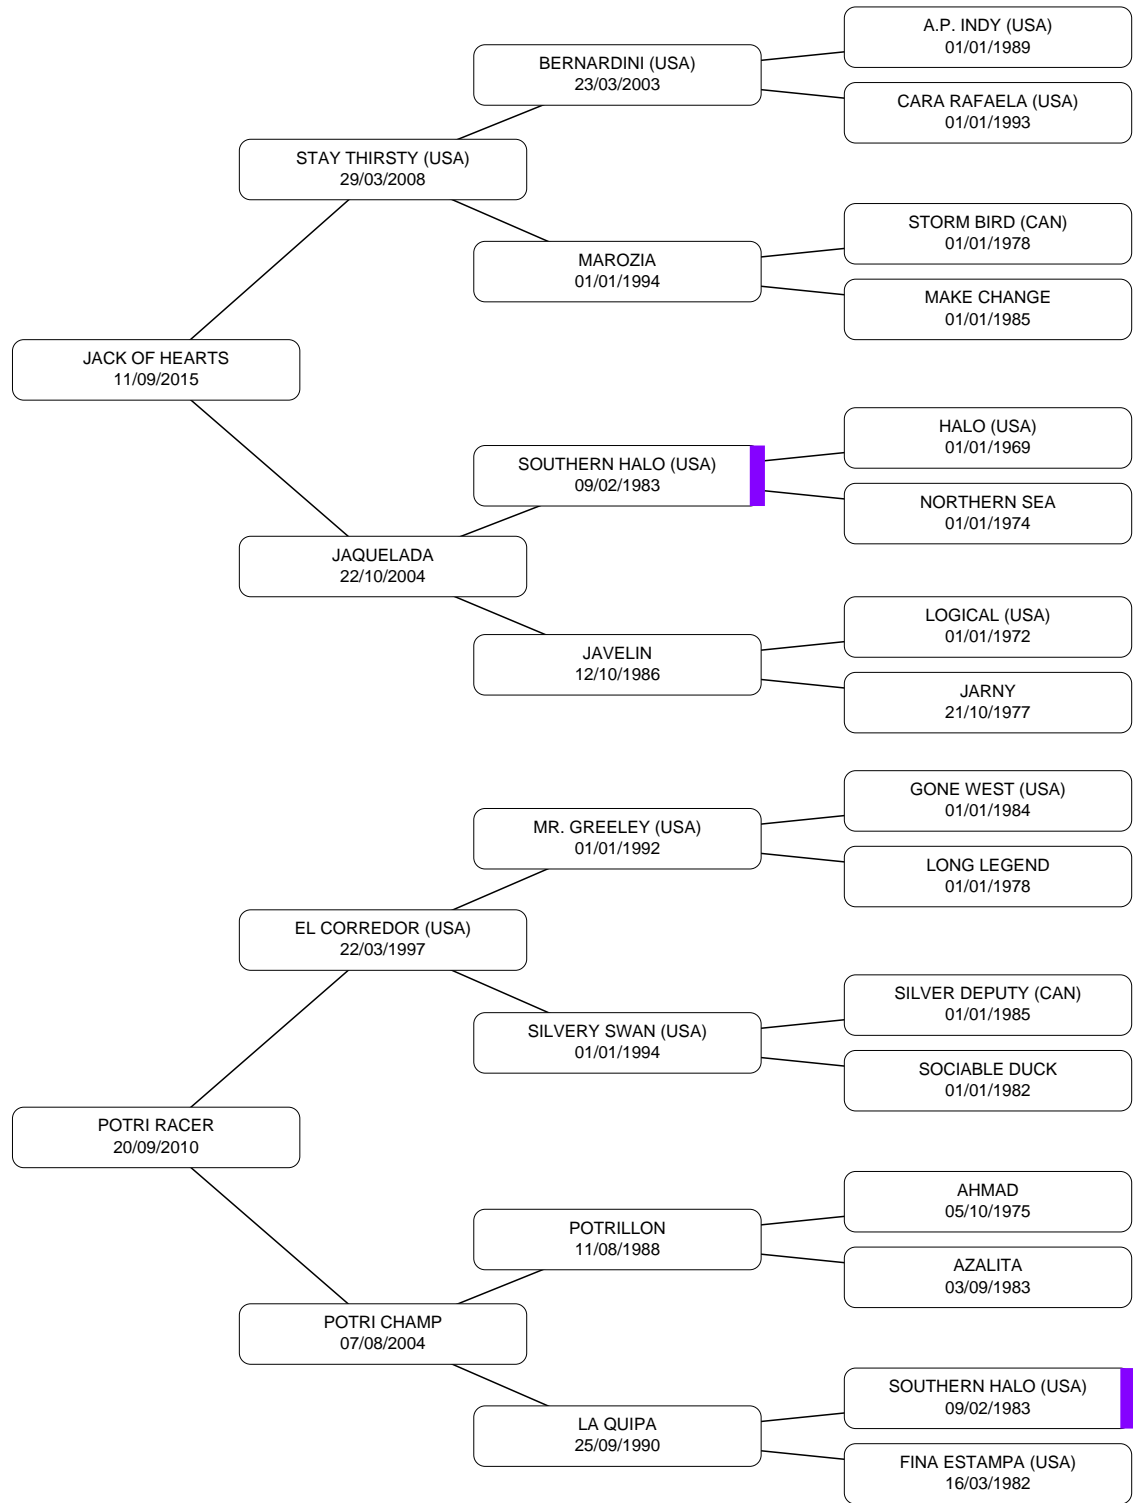 A.P. INDY (USA)
01/01/1989
BERNARDINI (USA)
23/03/2003
CARA RAFAELA (USA)
01/01/1993
STAY THIRSTY (USA)
29/03/2008
STORM BIRD (CAN)
01/01/1978
MAROZIA
01/01/1994
MAKE CHANGE
01/01/1985
JACK OF HEARTS
11/09/2015
HALO (USA)
01/01/1969
SOUTHERN HALO (USA)
09/02/1983
NORTHERN SEA
01/01/1974
JAQUELADA
22/10/2004
LOGICAL (USA)
01/01/1972
JAVELIN
12/10/1986
JARNY
21/10/1977
GONE WEST (USA)
01/01/1984
MR. GREELEY (USA)
01/01/1992
LONG LEGEND
01/01/1978
EL CORREDOR (USA)
22/03/1997
SILVER DEPUTY (CAN)
01/01/1985
SILVERY SWAN (USA)
01/01/1994
SOCIABLE DUCK
01/01/1982
POTRI RACER
20/09/2010
AHMAD
05/10/1975
POTRILLON
11/08/1988
AZALITA
03/09/1983
POTRI CHAMP
07/08/2004
SOUTHERN HALO (USA)
09/02/1983
LA QUIPA
25/09/1990
FINA ESTAMPA (USA)
16/03/1982